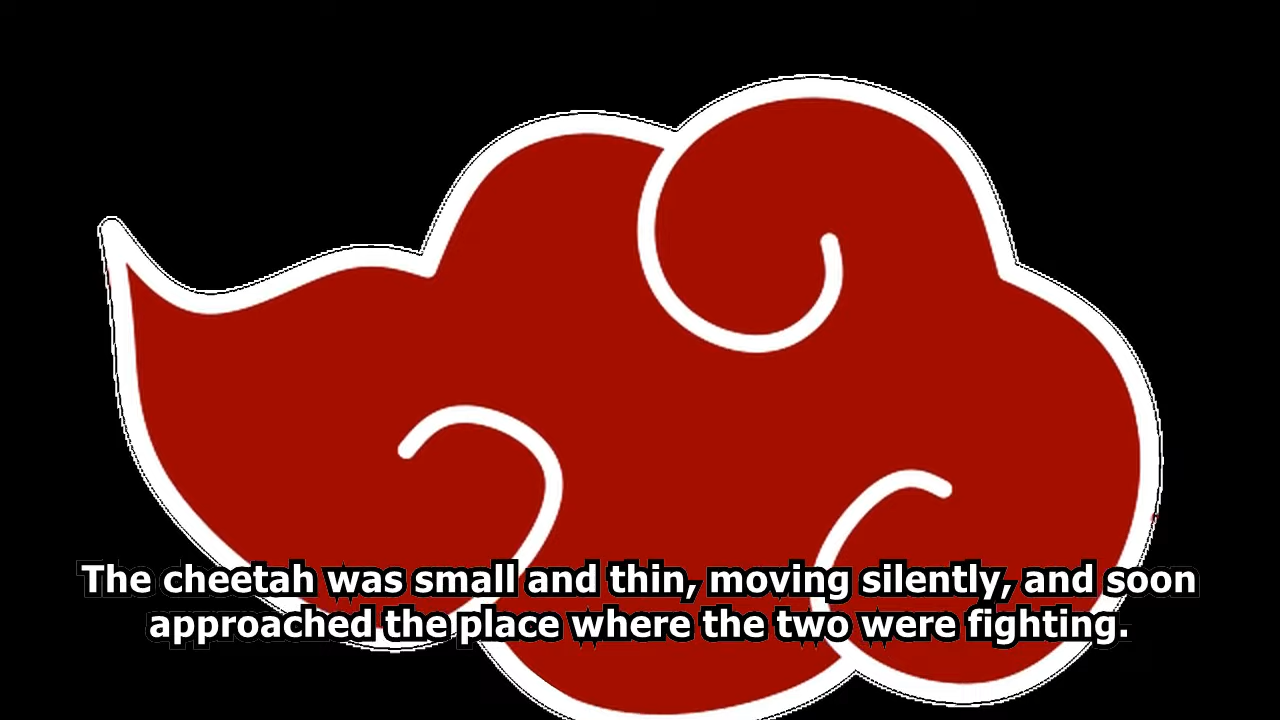 The cheetah was small and thin, moving silently, and soon
approached the place where the two were fighting.